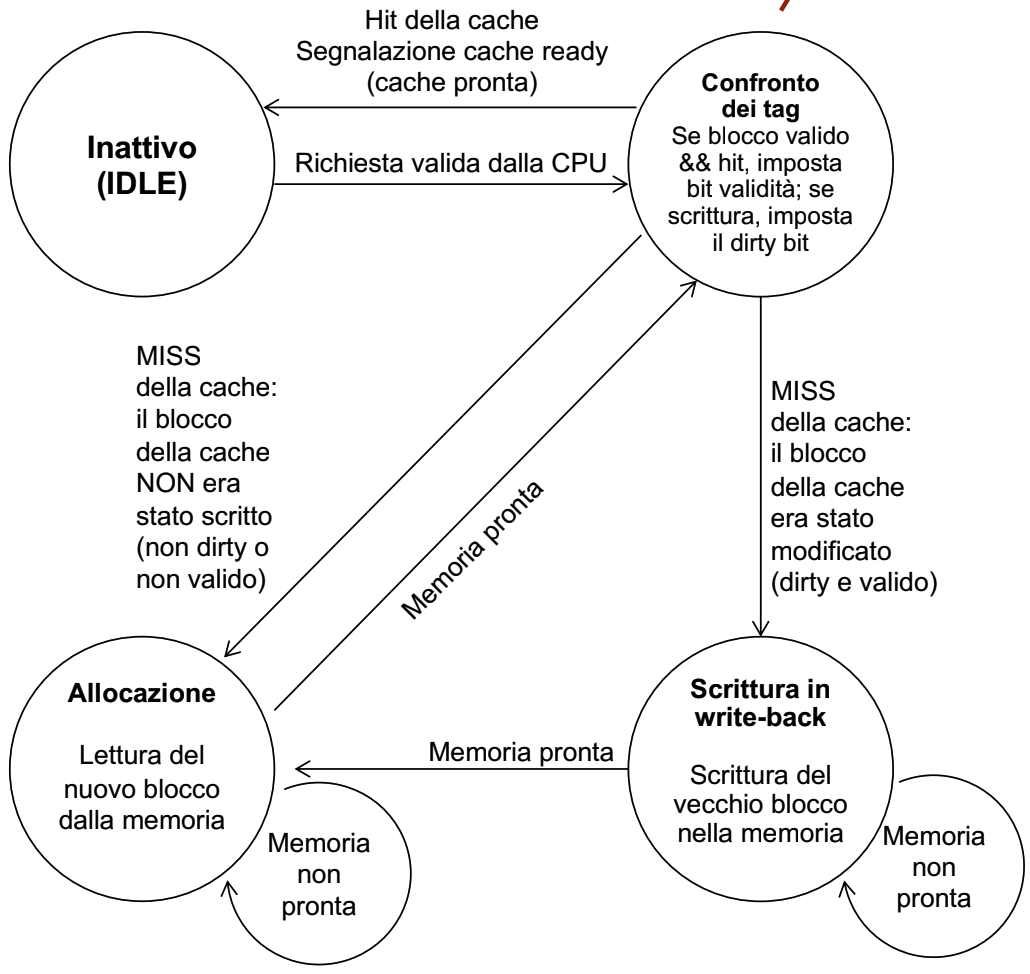 Hit della cache
Segnalazione cache ready
(cache pronta)
Inattivo
(IDLE)
Richiesta valida dalla CPU
Confronto
dei tag
Se blocco valido
&& hit, imposta
bit validità; se
scrittura, imposta
il dirty bit
MISS
della cache:
il blocco
della cache
NON era
stato scritto
(non dirty o
non valido)
Memoria pronta
MISS
della cache:
il blocco
della cache
era stato
modificato
(dirty e valido)
Allocazione
Lettura del
nuovo blocco
dalla memoria
Memoria
non
pronta
Memoria pronta
Scrittura in
write-back
Scrittura del
vecchio blocco
nella memoria
Memoria
non
pronta